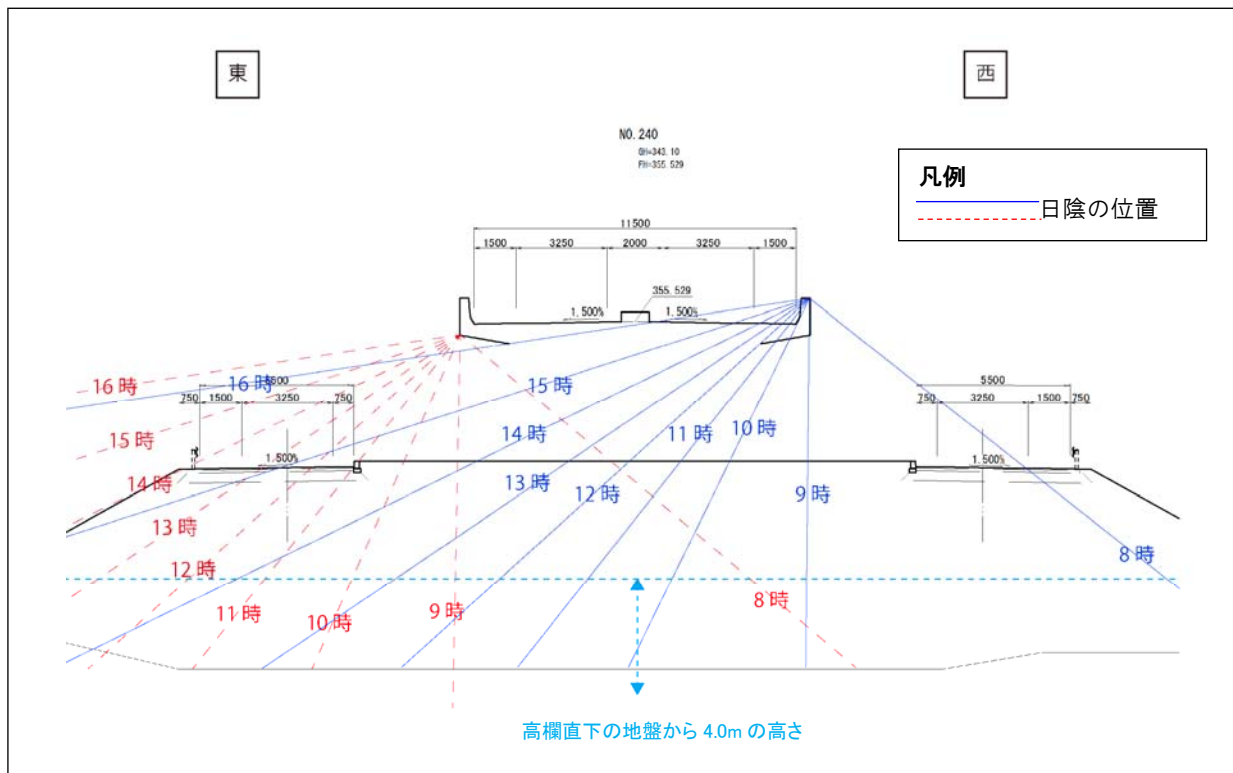 東
西
NO. 240
GH=343.10
FH=355.529
凡例
日陰の位置
11500
1500 3250 2000 3250 1500
355.529
1.500% 1.500%
16時 16時 15時
5500
750 1500 3250 750
750 3250 1500 750
15時 14時 11時 10時
1.500% 1.500%
14時 13時 12時 9時
13時
12時 8時
11時 10時 9時 8時
高欄直下の地盤から 4.0m の高さ